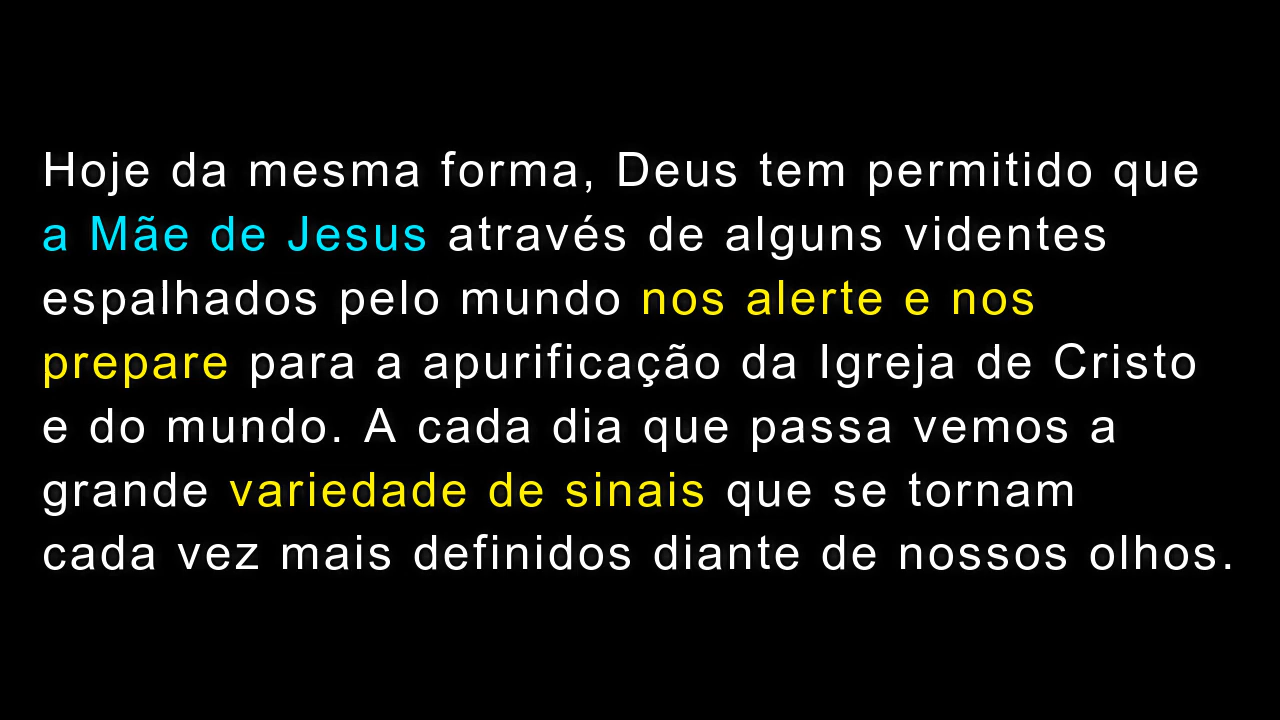 Hoje da mesma forma, Deus tem permitido que
a Mãe de Jesus através de alguns videntes
espalhados pelo mundo nos alerte e nos
prepare para a apurificação da Igreja de Cristo
e do mundo. A cada dia que passa vemos a
grande variedade de sinais que se tornam
cada vez mais definidos diante de nossos olhos.